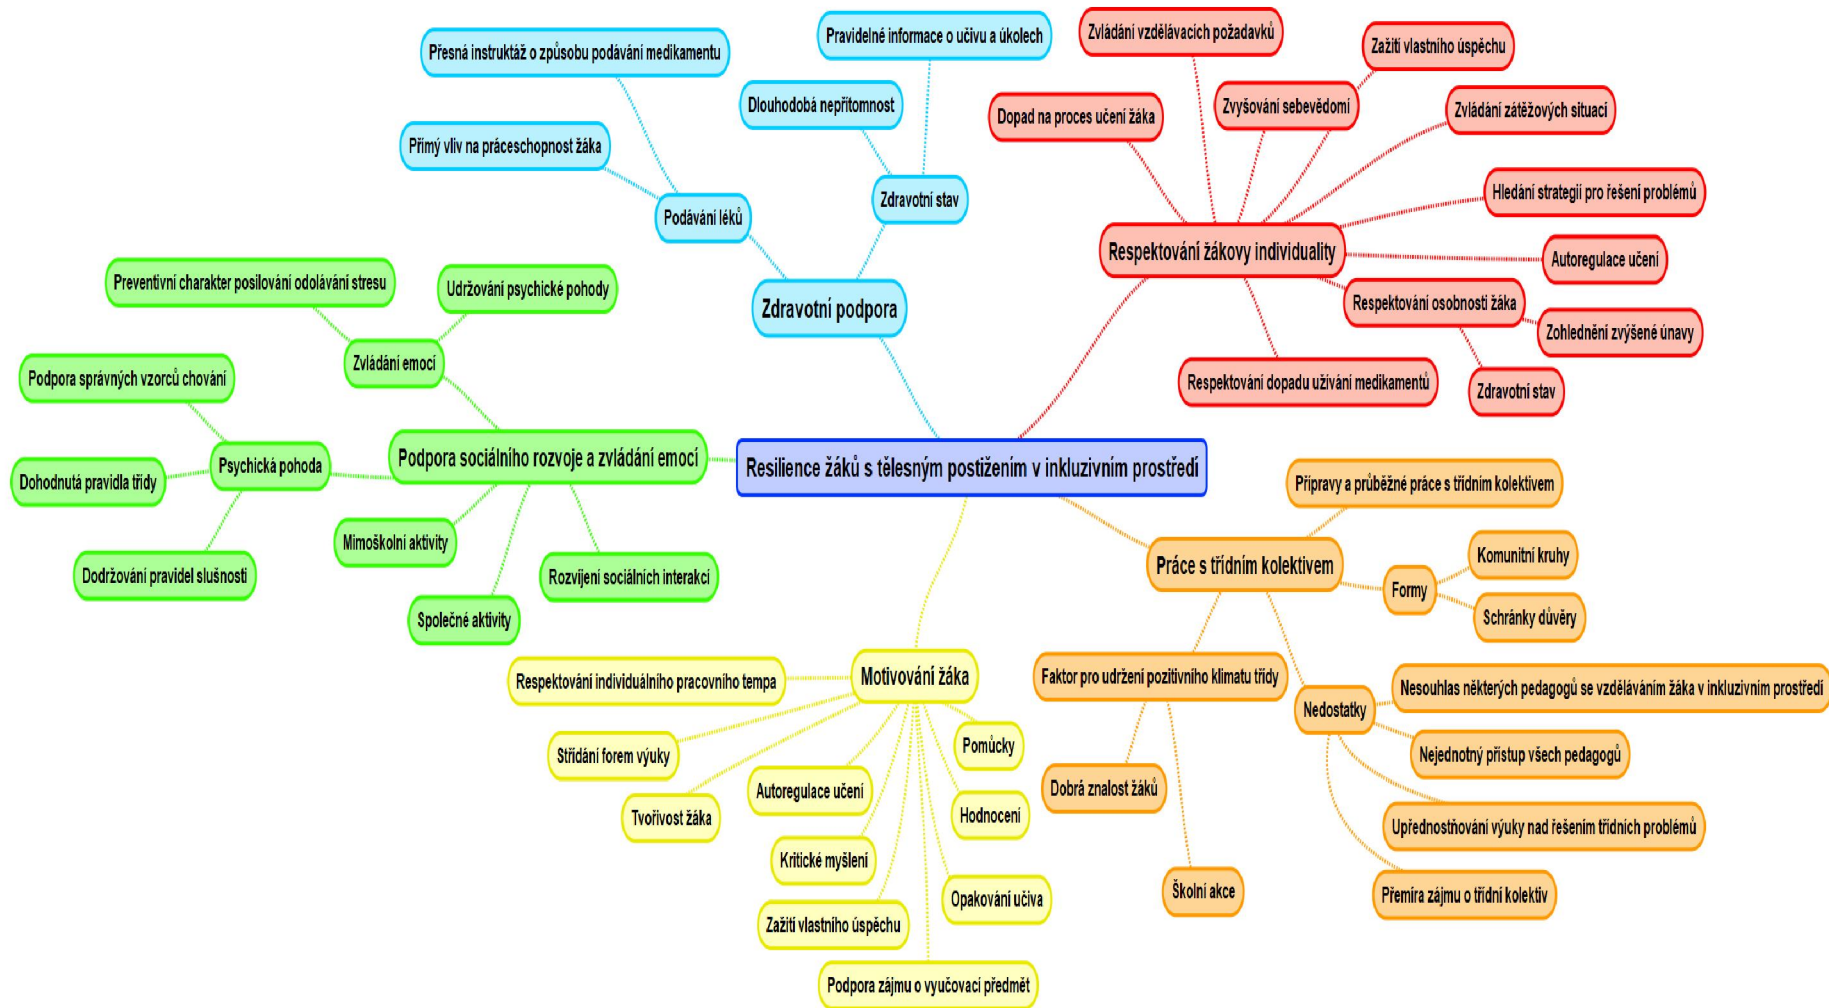 Přesná instruktáž o způsobu podávání medikamentu
Pravidelné informace o učivu a úkolech
Dlouhodobá nepřítomnost
Přímý vliv na práceschopnost žáka
Zdravotní stav
Podávání léků
Zdravotní podpora
Zvládání vzdělávacích požadavků
Zažití vlastního úspěchu
Zvyšování sebevědomí
Zvládání zátěžových situací
Dopad na proces učení žáka
Hledání strategií pro řešení problémů
Respektování žákovy individuality
Autoregulace učení
Respektování osobnosti žáka
Zohlednění zvýšené únavy
Respektování dopadu užívání medikamentů
Zdravotní stav
Preventivní charakter posilování odolávání stresu
Udržování psychické pohody
Zvládání emocí
Podpora správných vzorců chování
Podpora sociálního rozvoje a zvládání emocí
Psychická pohoda
Dohodnutá pravidla třídy
Mimoškolní aktivity
Dodržování pravidel slušnosti
Rozvíjení sociálních interakcí
Společné aktivity
Resilience žáků s tělesným postižením v inkluzivním prostředí
Přípravy a průběžné práce s třídním kolektivem
Práce s třídním kolektivem
Komunitní kruhy
Formy
Schránky důvěry
Faktor pro udržení pozitivního klimatu třídy
Nesouhlas některých pedagogů se vzděláváním žáka v inkluzivním prostředí
Nedostatky
Nejednotný přístup všech pedagogů
Dobrá znalost žáků
Upřednostňování výuky nad řešením třídních problémů
Školní akce
Přemíra zájmu o třídní kolektiv
Motivování žáka
Respektování individuálního pracovního tempa
Střídání forem výuky
Pomůcky
Autoregulace učení
Tvořivost žáka
Hodnocení
Kritické myšlení
Opakování učiva
Zažití vlastního úspěchu
Podpora zájmu o vyučovací předmět